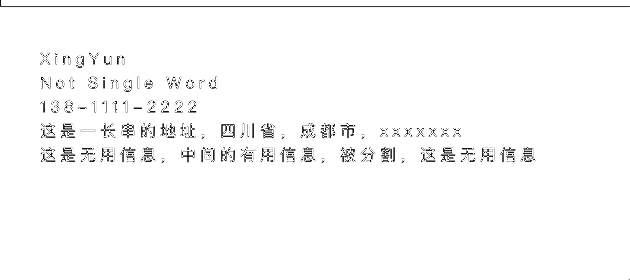 XingYun
Not Single Word
138-1111-2222
这是一长串的地址，四川省，成都市，xxxxxxx
这是无用信息，中间的有用信息，被分割，这是无用信息